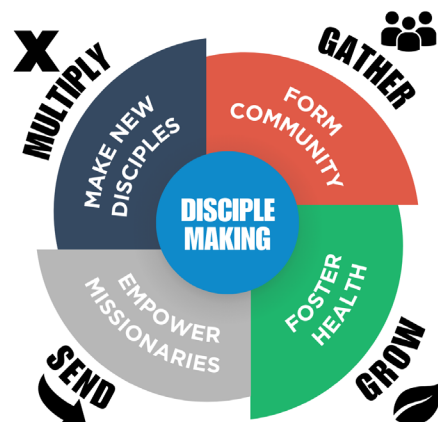 MULTIPLY
GATHER
MAKE NEW
DISCIPLES
FORM
COMMUNITY
DISCIPLE
MAKING
EMPOWER
MISSIONARIES
FOSTER
HEALTH
SEND
GROW